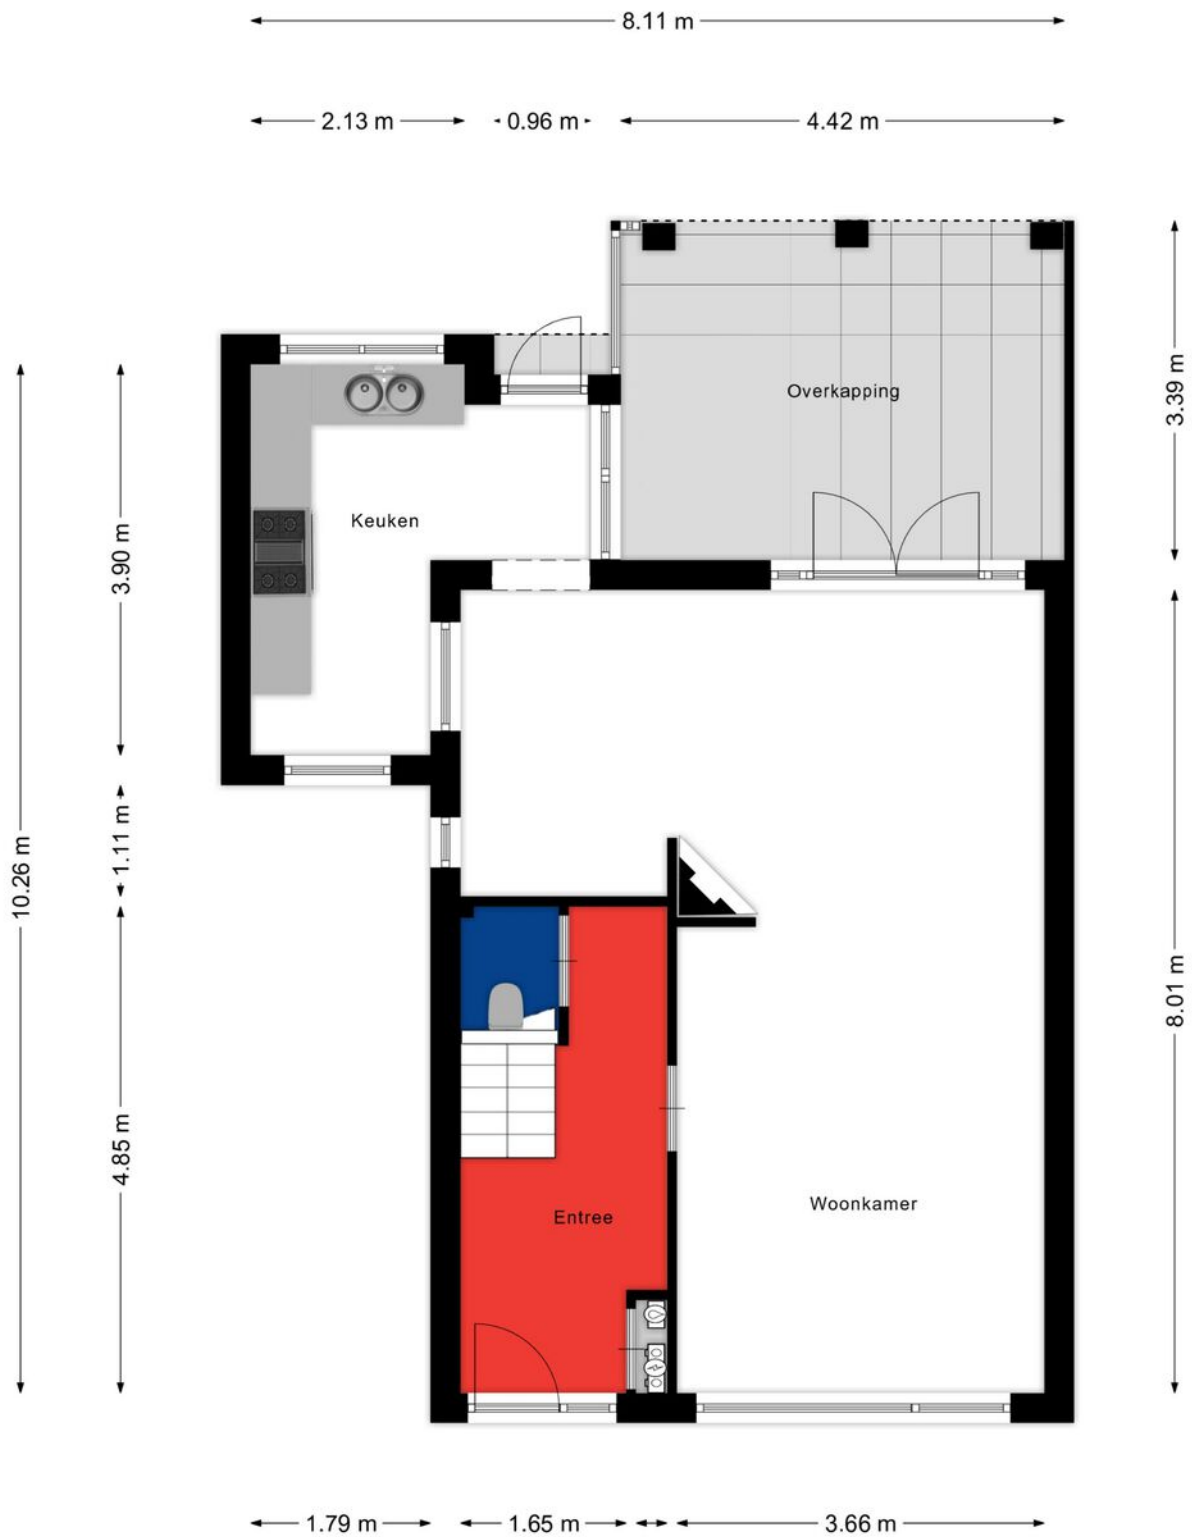 8.11 m
2.13 m
0.96 m
4.42 m
Overkapping
3.39 m
Keuken
3.90 m
1.11 m
10.26 m
8.01 m
4.85 m
Woonkamer
Entree
1.79 m
1.65 m
3.66 m